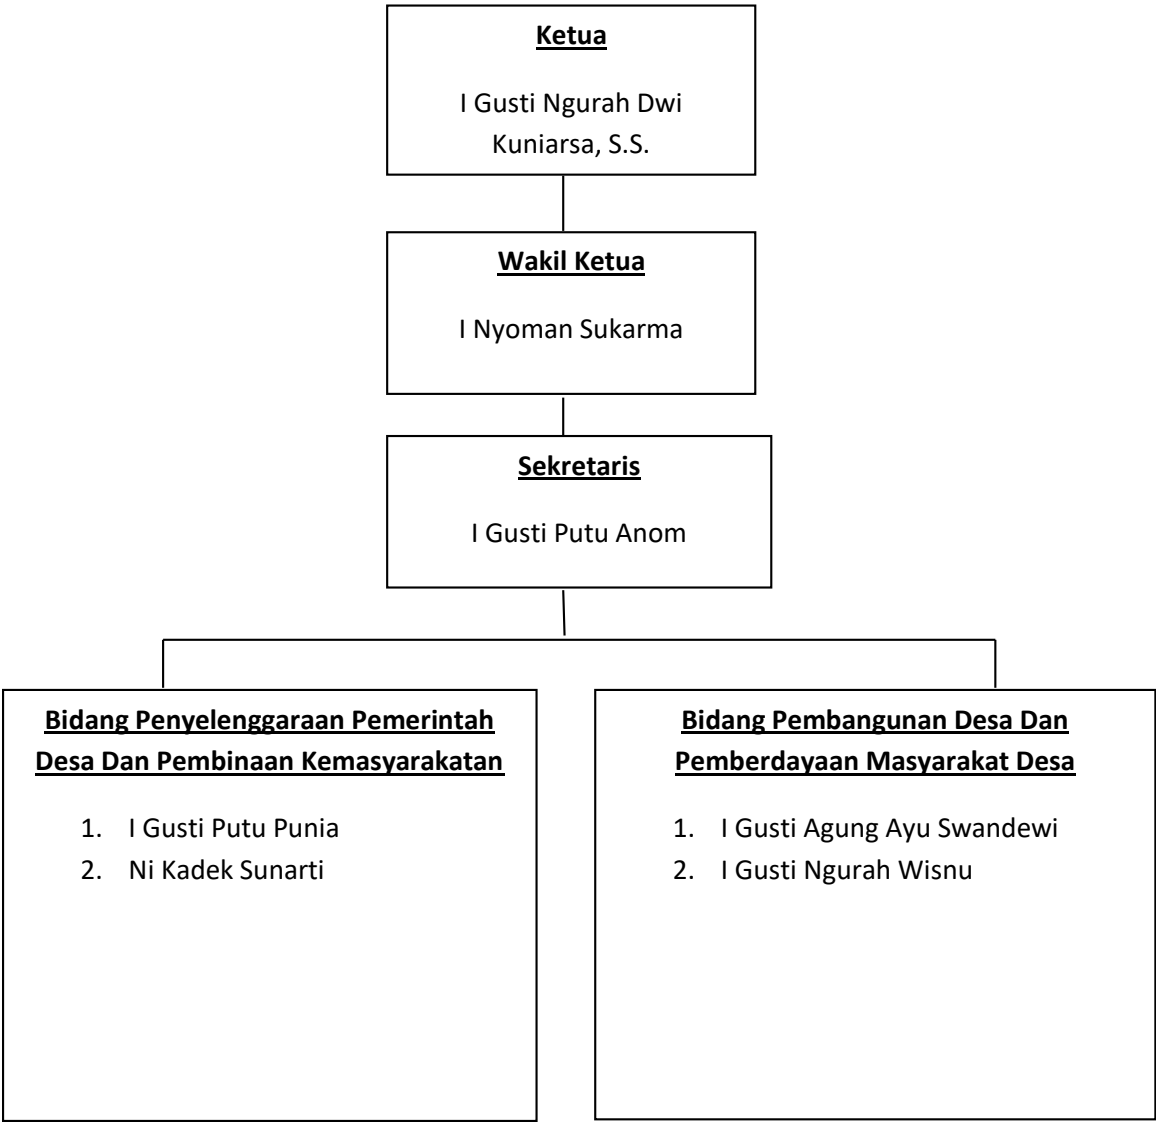 Ketua
I Gusti Ngurah Dwi
Kuniarsa, S.S.
Wakil Ketua
I Nyoman Sukarma
Sekretaris
I Gusti Putu Anom
Bidang Penyelenggaraan Pemerintah
Desa Dan Pembinaan Kemasyarakatan
1. I Gusti Putu Punia
2. Ni Kadek Sunarti
Bidang Pembangunan Desa Dan
Pemberdayaan Masyarakat Desa
1. I Gusti Agung Ayu Swandewi
2. I Gusti Ngurah Wisnu